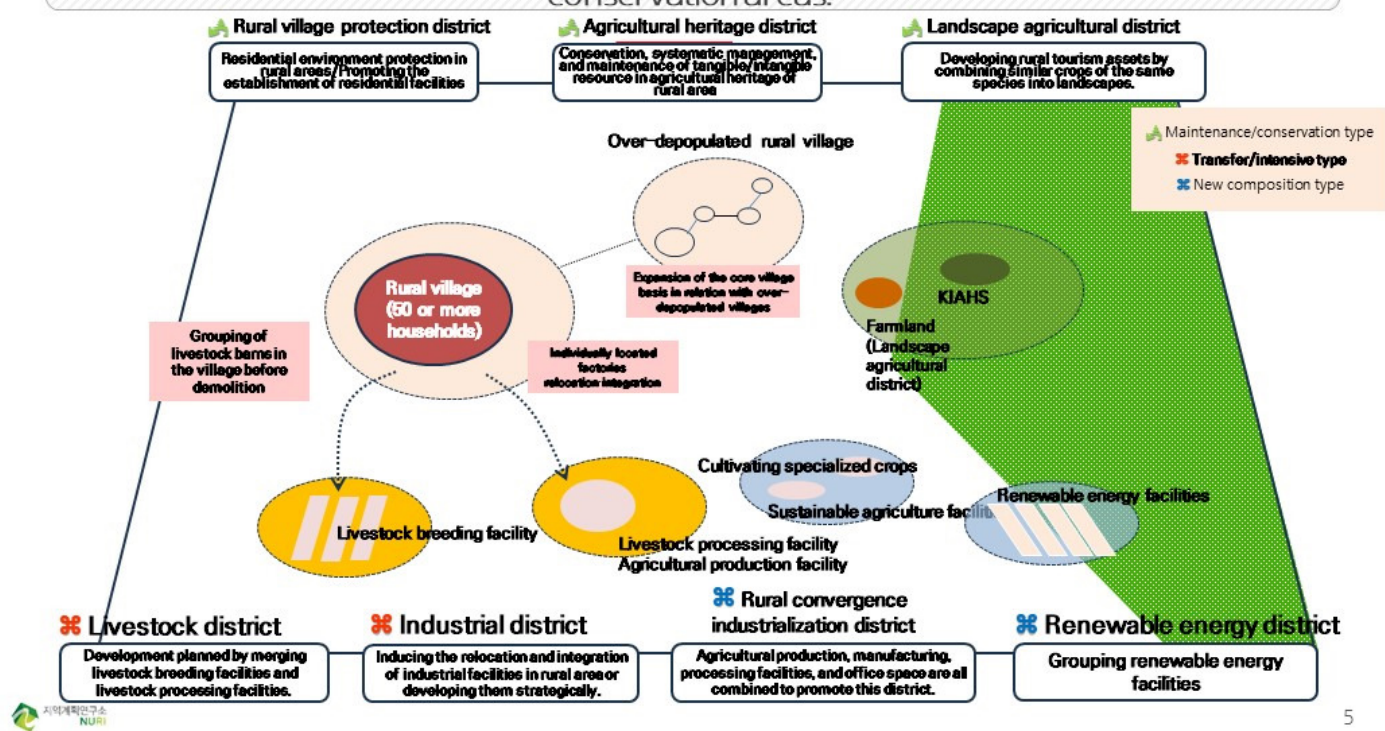 conservation areas.
Rural village protection district
Agricultural heritage district
Landscape agricultural district
Residential environment protection in
rural areas/Promoting the
establishment of residential facilities
Conservation, systematic management,
and maintenance of tangible/intangible
resource in agricultural heritage of
rural area
Developing rural tourism assets by
combining similar crops of the same
species into landscapes.
Maintenance/conservation type
Transfer/intensive type
New composition type
Over-depopulated rural village
Rural village
(50 or more
households)
Expansion of the core village
basis in relation with over-
depopulated villages
KIAHS
Farmland
(Landscape
agricultural
district)
Grouping of
livestock barns in
the village before
demolition
Individually located
factories
relocation·integration
Cultivating specialized crops
Sustainable agriculture facilit
Renewable energy facilities
Livestock breeding facility
Livestock processing facility
Agricultural production facility
Livestock district
Industrial district
Rural convergence
industrialization district
Renewable energy district
Development planned by merging
livestock breeding facilities and
livestock processing facilities.
Inducing the relocation and integration
of industrial facilities in rural area or
developing them strategically.
Agricultural production, manufacturing,
processing facilities, and office space are all
combined to promote this district.
Grouping renewable energy
facilities
지역계획연구소
NURI
5